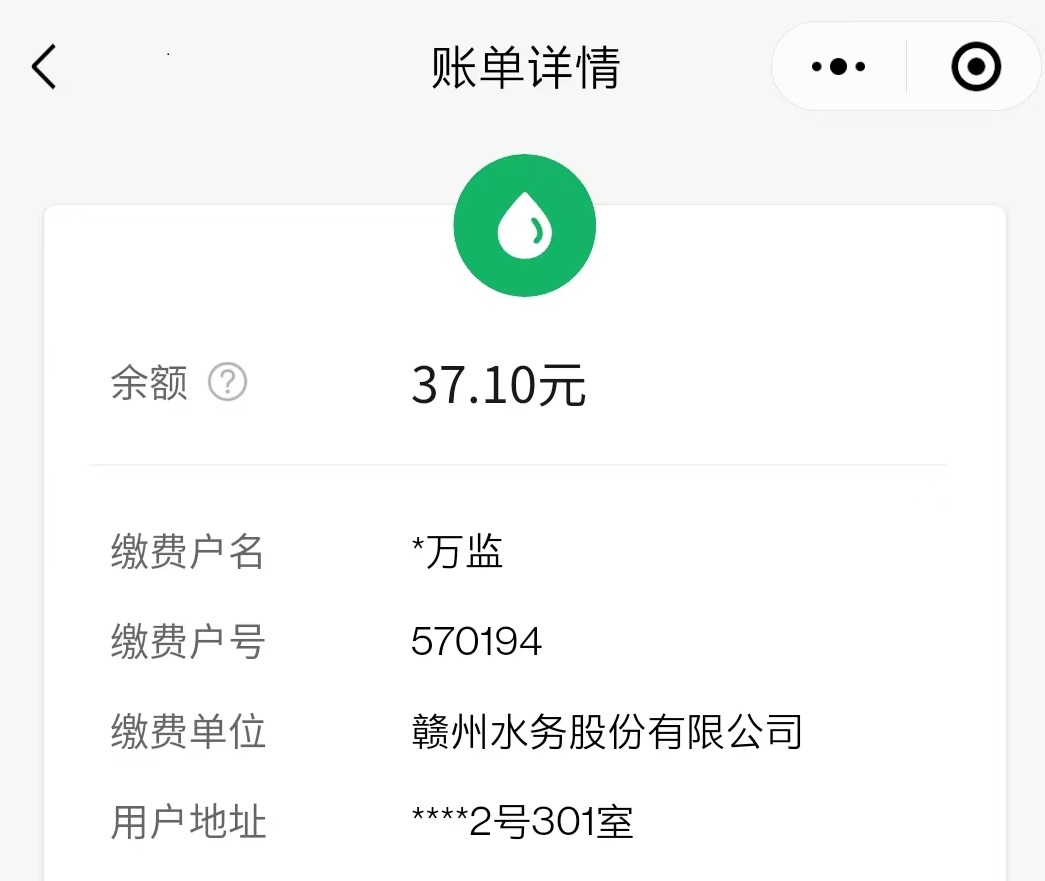 账单详情
余额
37.10元
缴费户名 *万监
缴费户号 570194
缴费单位 赣州水务股份有限公司
用户地址 ****2号301室